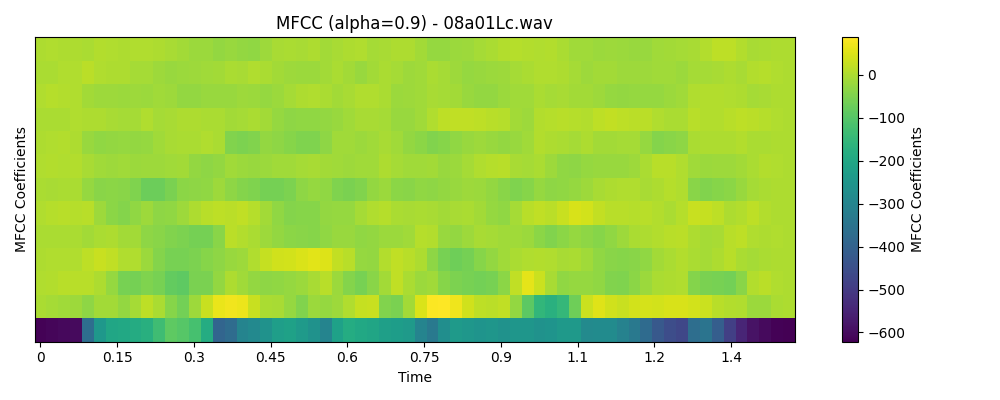 MFCC (alpha=0.9) - 08a01Lc.wav
MFCC Coefficients
0 0.15 0.3 0.45 0.6 0.75 0.9 1.1 1.2 1.4
Time
0
−100
−200
−300
−400
−500
−600
MFCC Coefficients